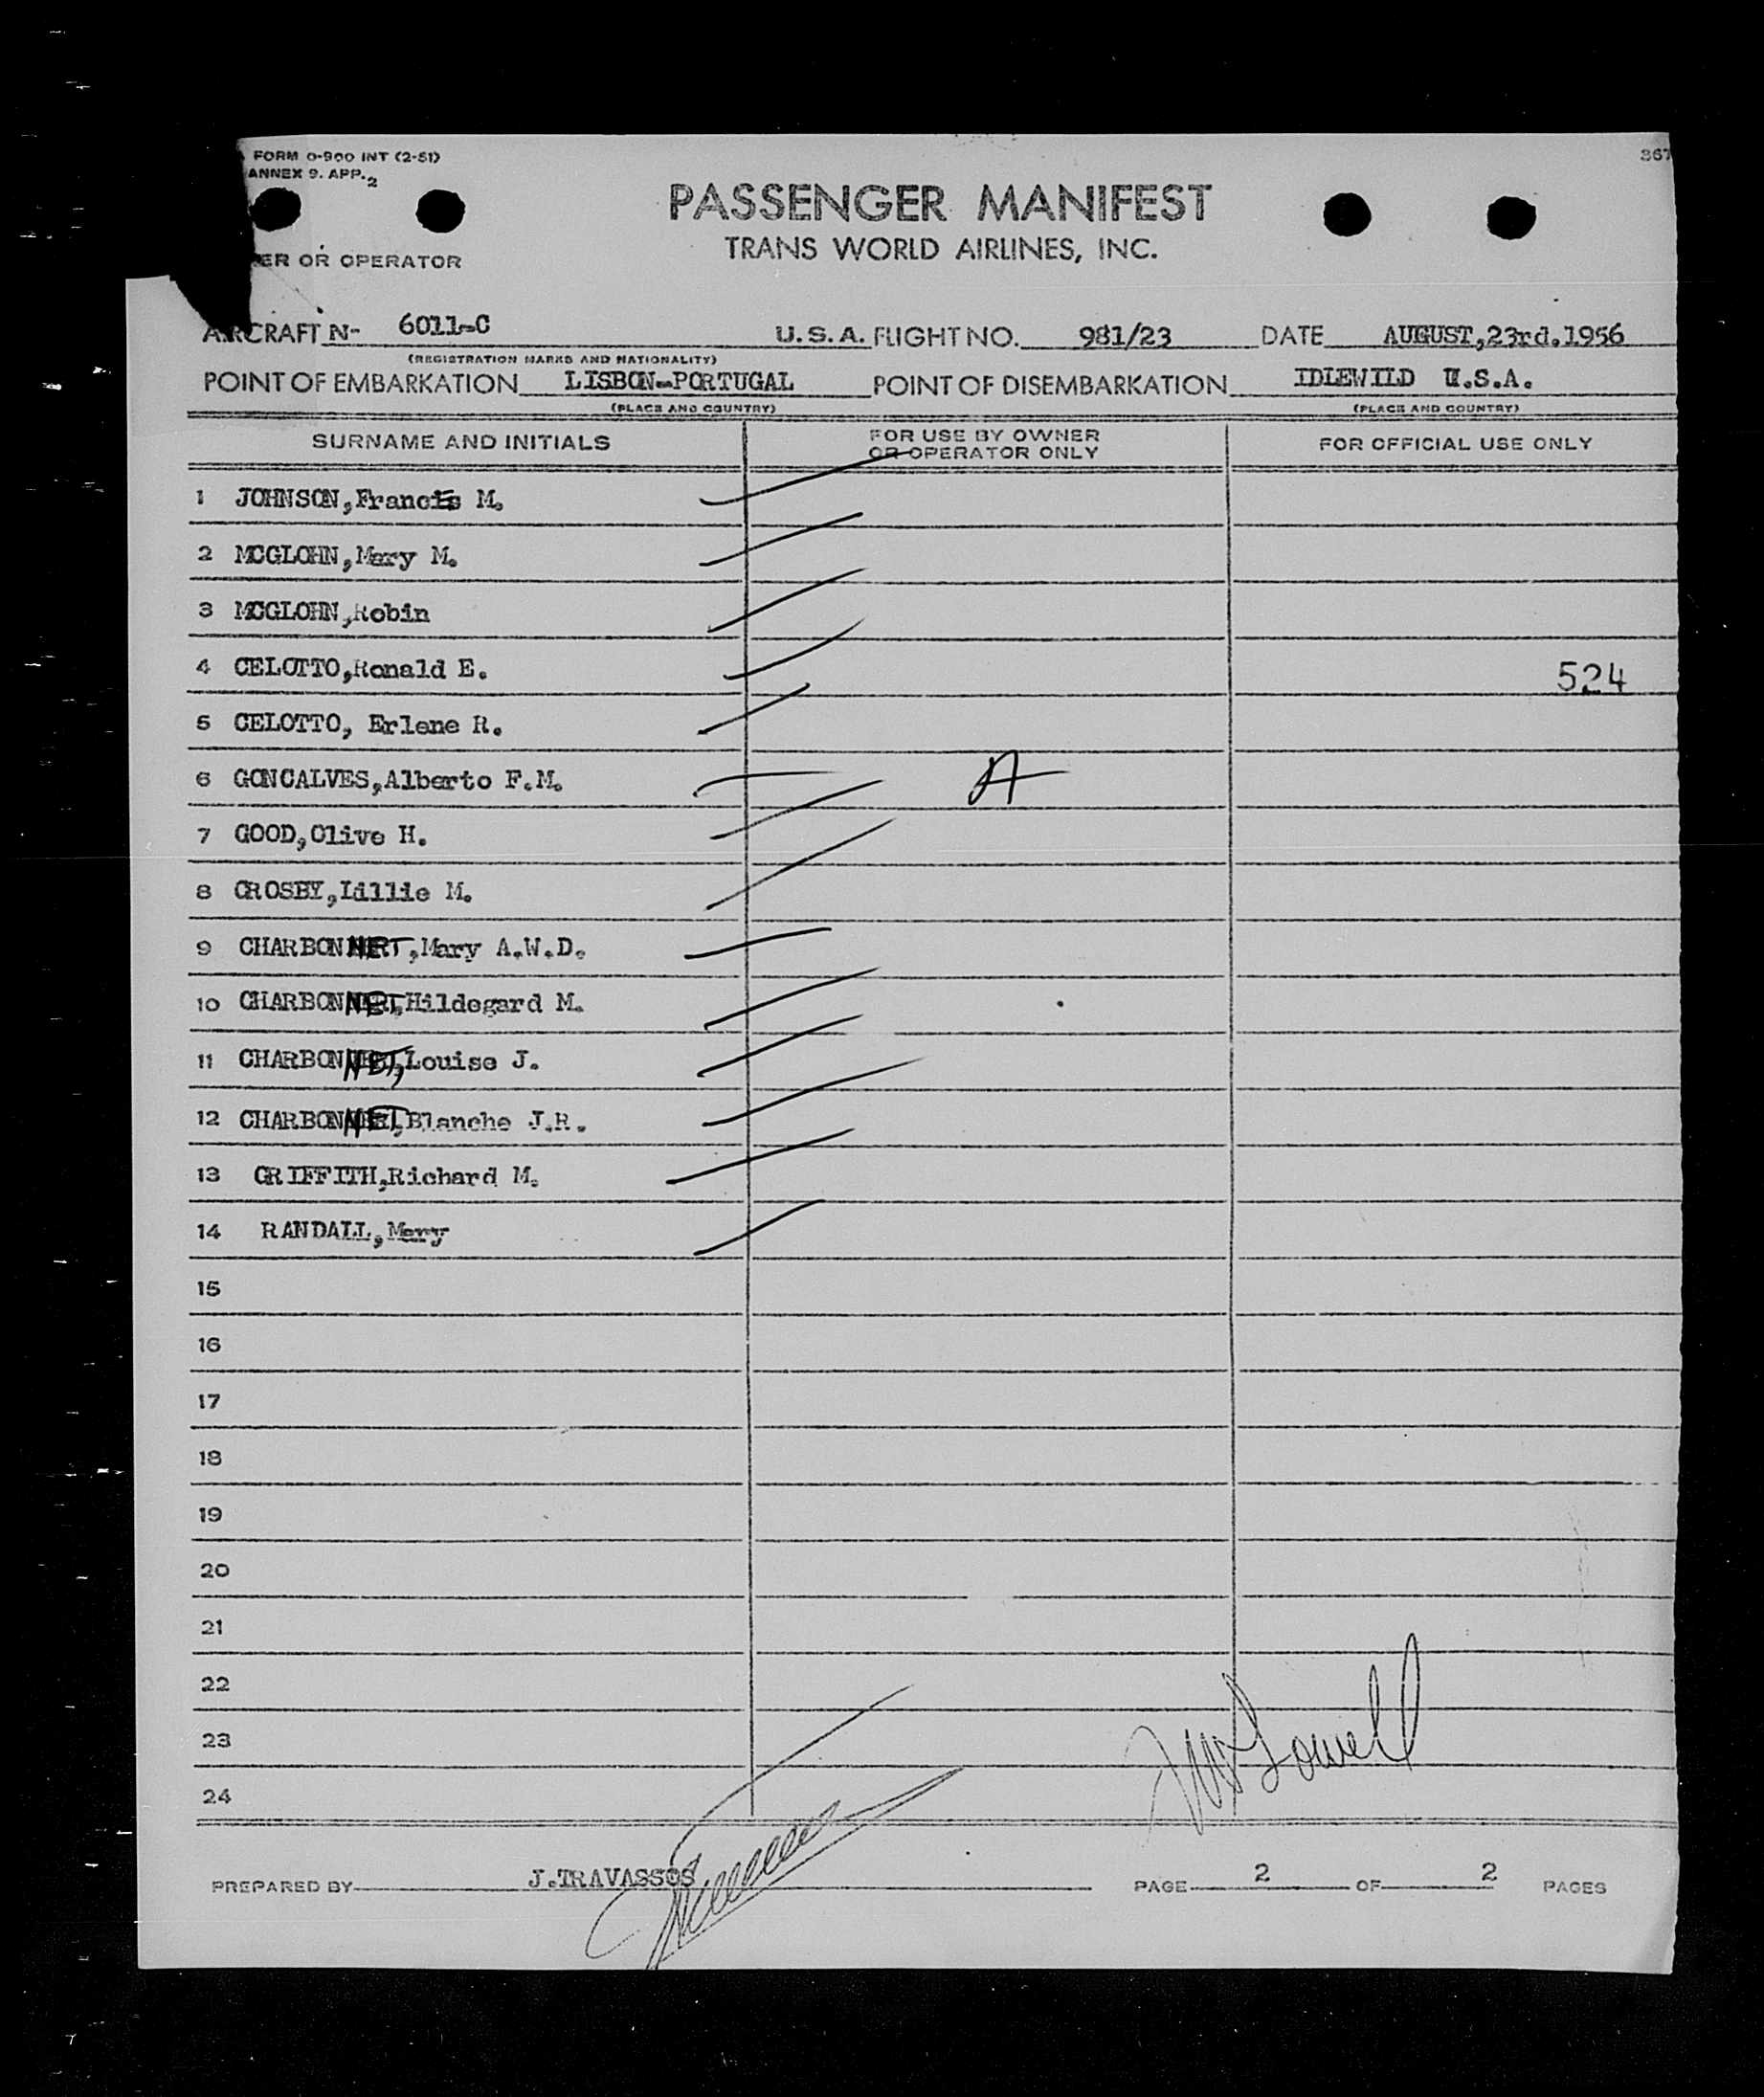 FORM 0-900 INT (2-51)
ANNEX 9. APP. 2
367
PASSENGER MANIFEST
TRANS WORLD AIRLINES, INC.
ER OR OPERATOR
AIRCRAFT N- 6011-C U.S.A. FLIGHT NO. 981/23 DATE AUGUST,23rd.1956
(REGISTRATION MARKS AND NATIONALITY)
POINT OF EMBARKATION LISBON-PORTUGAL POINT OF DISEMBARKATION IDLEWILD U.S.A.
(PLACE AND COUNTRY) (PLACE AND COUNTRY)
SURNAME AND INITIALS FOR USE BY OWNER OR OPERATOR ONLY FOR OFFICIAL USE ONLY
1 JOHNSON,Francis M.
2 MCGLOHN,Mary M.
3 MCGLOHN,Robin
4 CELOTTO,Ronald E. 524
5 CELOTTO, Erlene R.
6 GONCALVES,Alberto F.M. A
7 GOOD,Olive H.
8 CROSBY,Lillie M.
9 CHARBONNET,Mary A.W.D.
10 CHARBONNET,Hildegard M.
11 CHARBONNET,Louise J.
12 CHARBONNET,Blanche J.R.
13 GRIFFITH,Richard M.
14 RANDALL,Mary
15
16
17
18
19
20
21
22
23
24
PREPARED BY J.TRAVASSOS PAGE 2 OF 2 PAGES